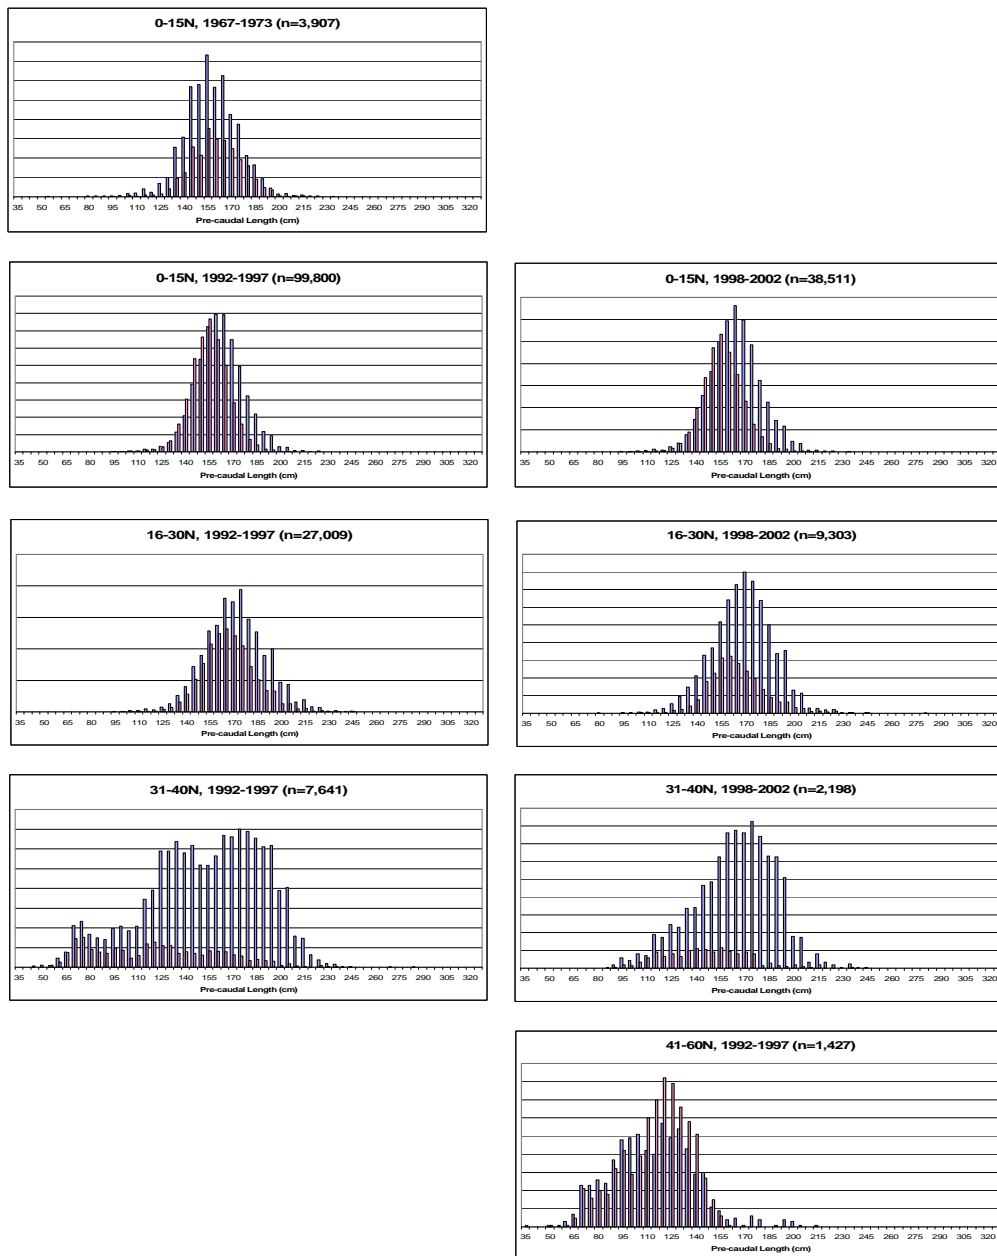 0-15N, 1967-1973 (n=3,907)
35 50 65 80 95 110 125 140 155 170 185 200 215 230 245 260 275 290 305 320
Pre-caudal Length (cm)
0-15N, 1992-1997 (n=99,800)
35 50 65 80 95 110 125 140 155 170 185 200 215 230 245 260 275 290 305 320
Pre-caudal Length (cm)
0-15N, 1998-2002 (n=38,511)
35 50 65 80 95 110 125 140 155 170 185 200 215 230 245 260 275 290 305 320
Pre-caudal Length (cm)
16-30N, 1992-1997 (n=27,009)
35 50 65 80 95 110 125 140 155 170 185 200 215 230 245 260 275 290 305 320
Pre-caudal Length (cm)
16-30N, 1998-2002 (n=9,303)
35 50 65 80 95 110 125 140 155 170 185 200 215 230 245 260 275 290 305 320
Pre-caudal Length (cm)
31-40N, 1992-1997 (n=7,641)
35 50 65 80 95 110 125 140 155 170 185 200 215 230 245 260 275 290 305 320
Pre-caudal Length (cm)
31-40N, 1998-2002 (n=2,198)
35 50 65 80 95 110 125 140 155 170 185 200 215 230 245 260 275 290 305 320
Pre-caudal Length (cm)
41-60N, 1992-1997 (n=1,427)
35 50 65 80 95 110 125 140 155 170 185 200 215 230 245 260 275 290 305 320
Pre-caudal Length (cm)